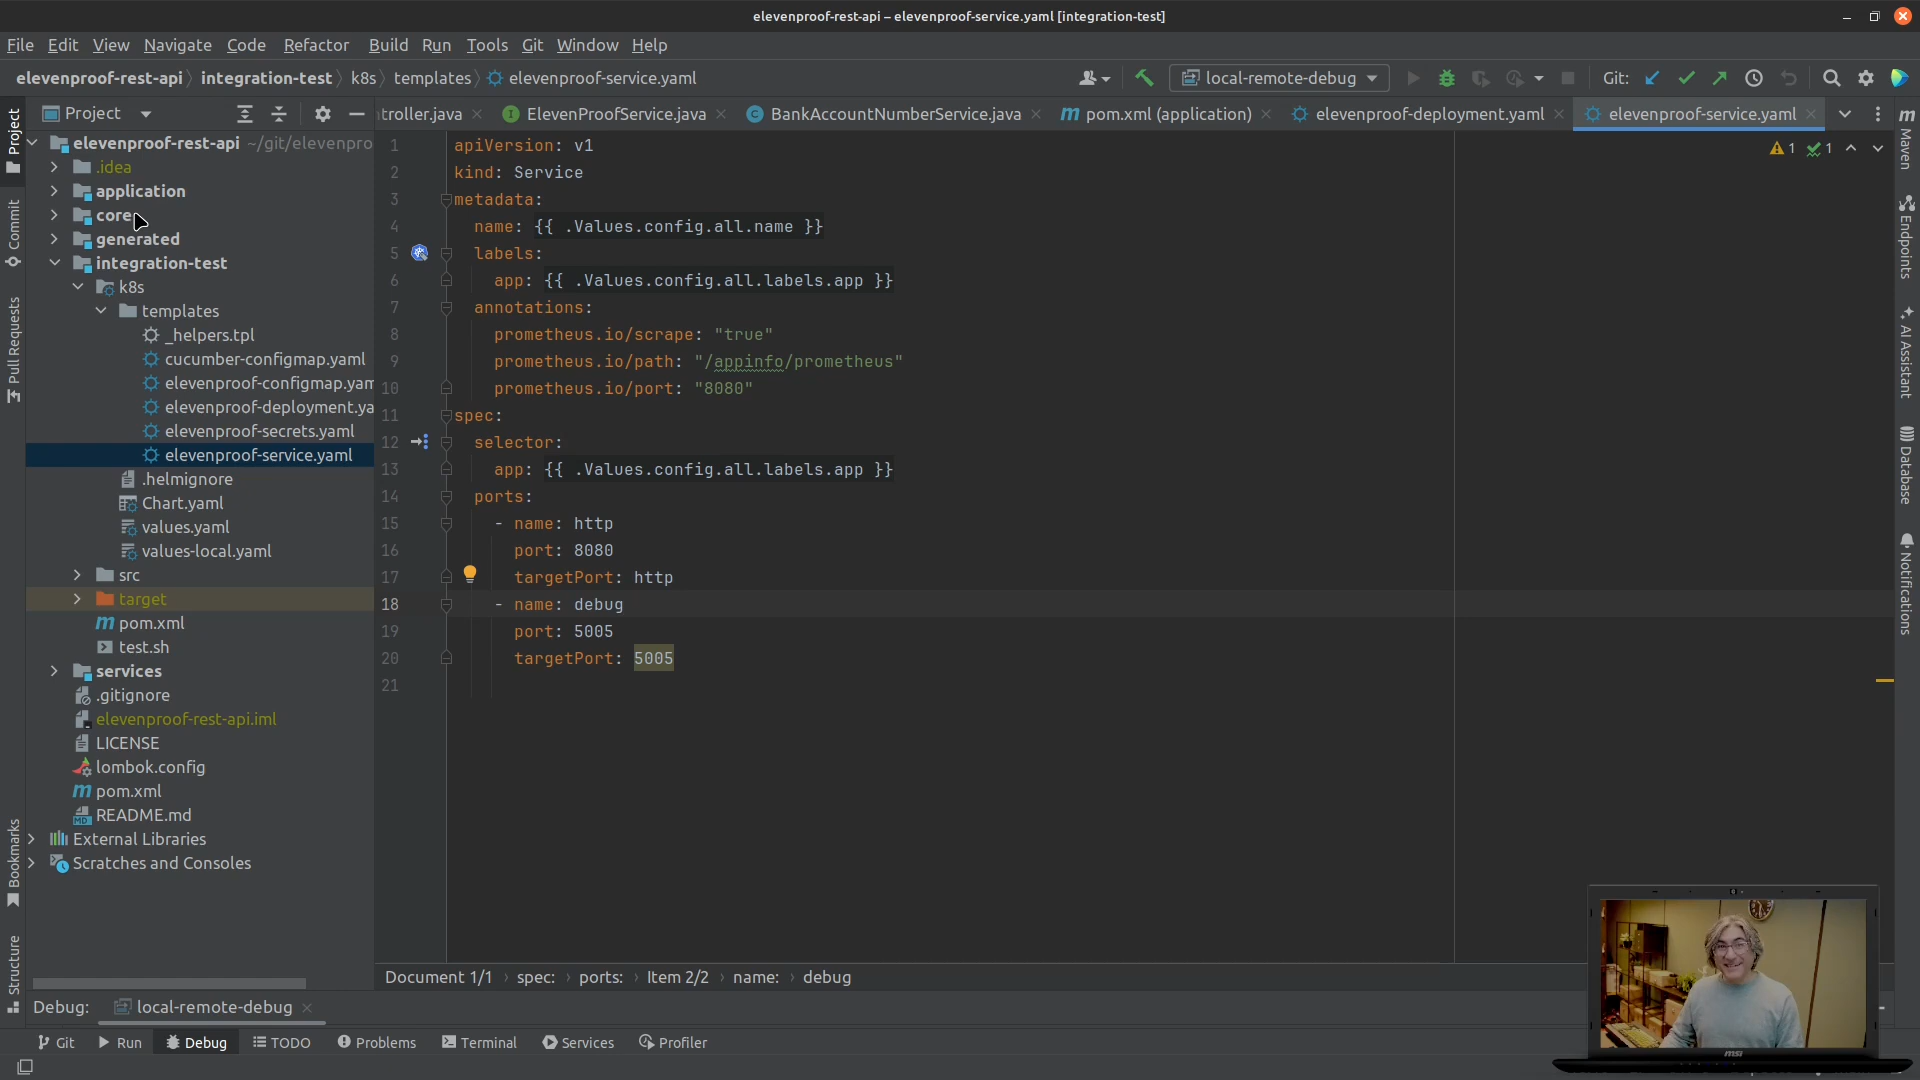 elevenproof-rest-api – elevenproof-service.yaml [integration-test]
File Edit View Navigate Code Refactor Build Run Tools Git Window Help
elevenproof-rest-api integration-test k8s templates elevenproof-service.yaml
local-remote-debug
Git:
Project
ntroller.java
ElevenProofService.java
BankAccountNumberService.java
pom.xml (application)
elevenproof-deployment.yaml
elevenproof-service.yaml
Project
Commit
Pull Requests
Bookmarks
Structure
elevenproof-rest-api ~/git/elevenpro
.idea
application
core
generated
integration-test
k8s
templates
_helpers.tpl
cucumber-configmap.yaml
elevenproof-configmap.yam
elevenproof-deployment.ya
elevenproof-secrets.yaml
elevenproof-service.yaml
.helmignore
Chart.yaml
values.yaml
values-local.yaml
src
target
pom.xml
test.sh
services
.gitignore
elevenproof-rest-api.iml
LICENSE
lombok.config
pom.xml
README.md
External Libraries
Scratches and Consoles
1 apiVersion: v1
2 kind: Service
3 metadata:
4 name: {{ .Values.config.all.name }}
5 labels:
6 app: {{ .Values.config.all.labels.app }}
7 annotations:
8 prometheus.io/scrape: "true"
9 prometheus.io/path: "/appinfo/prometheus"
10 prometheus.io/port: "8080"
11 spec:
12 selector:
13 app: {{ .Values.config.all.labels.app }}
14 ports:
15 - name: http
16 port: 8080
17 targetPort: http
18 - name: debug
19 port: 5005
20 targetPort: 5005
21
1 1
Maven
Endpoints
AI Assistant
Database
Notifications
Document 1/1 spec: ports: Item 2/2 name: debug
Debug: local-remote-debug
Git Run Debug TODO Problems Terminal Services Profiler
msi